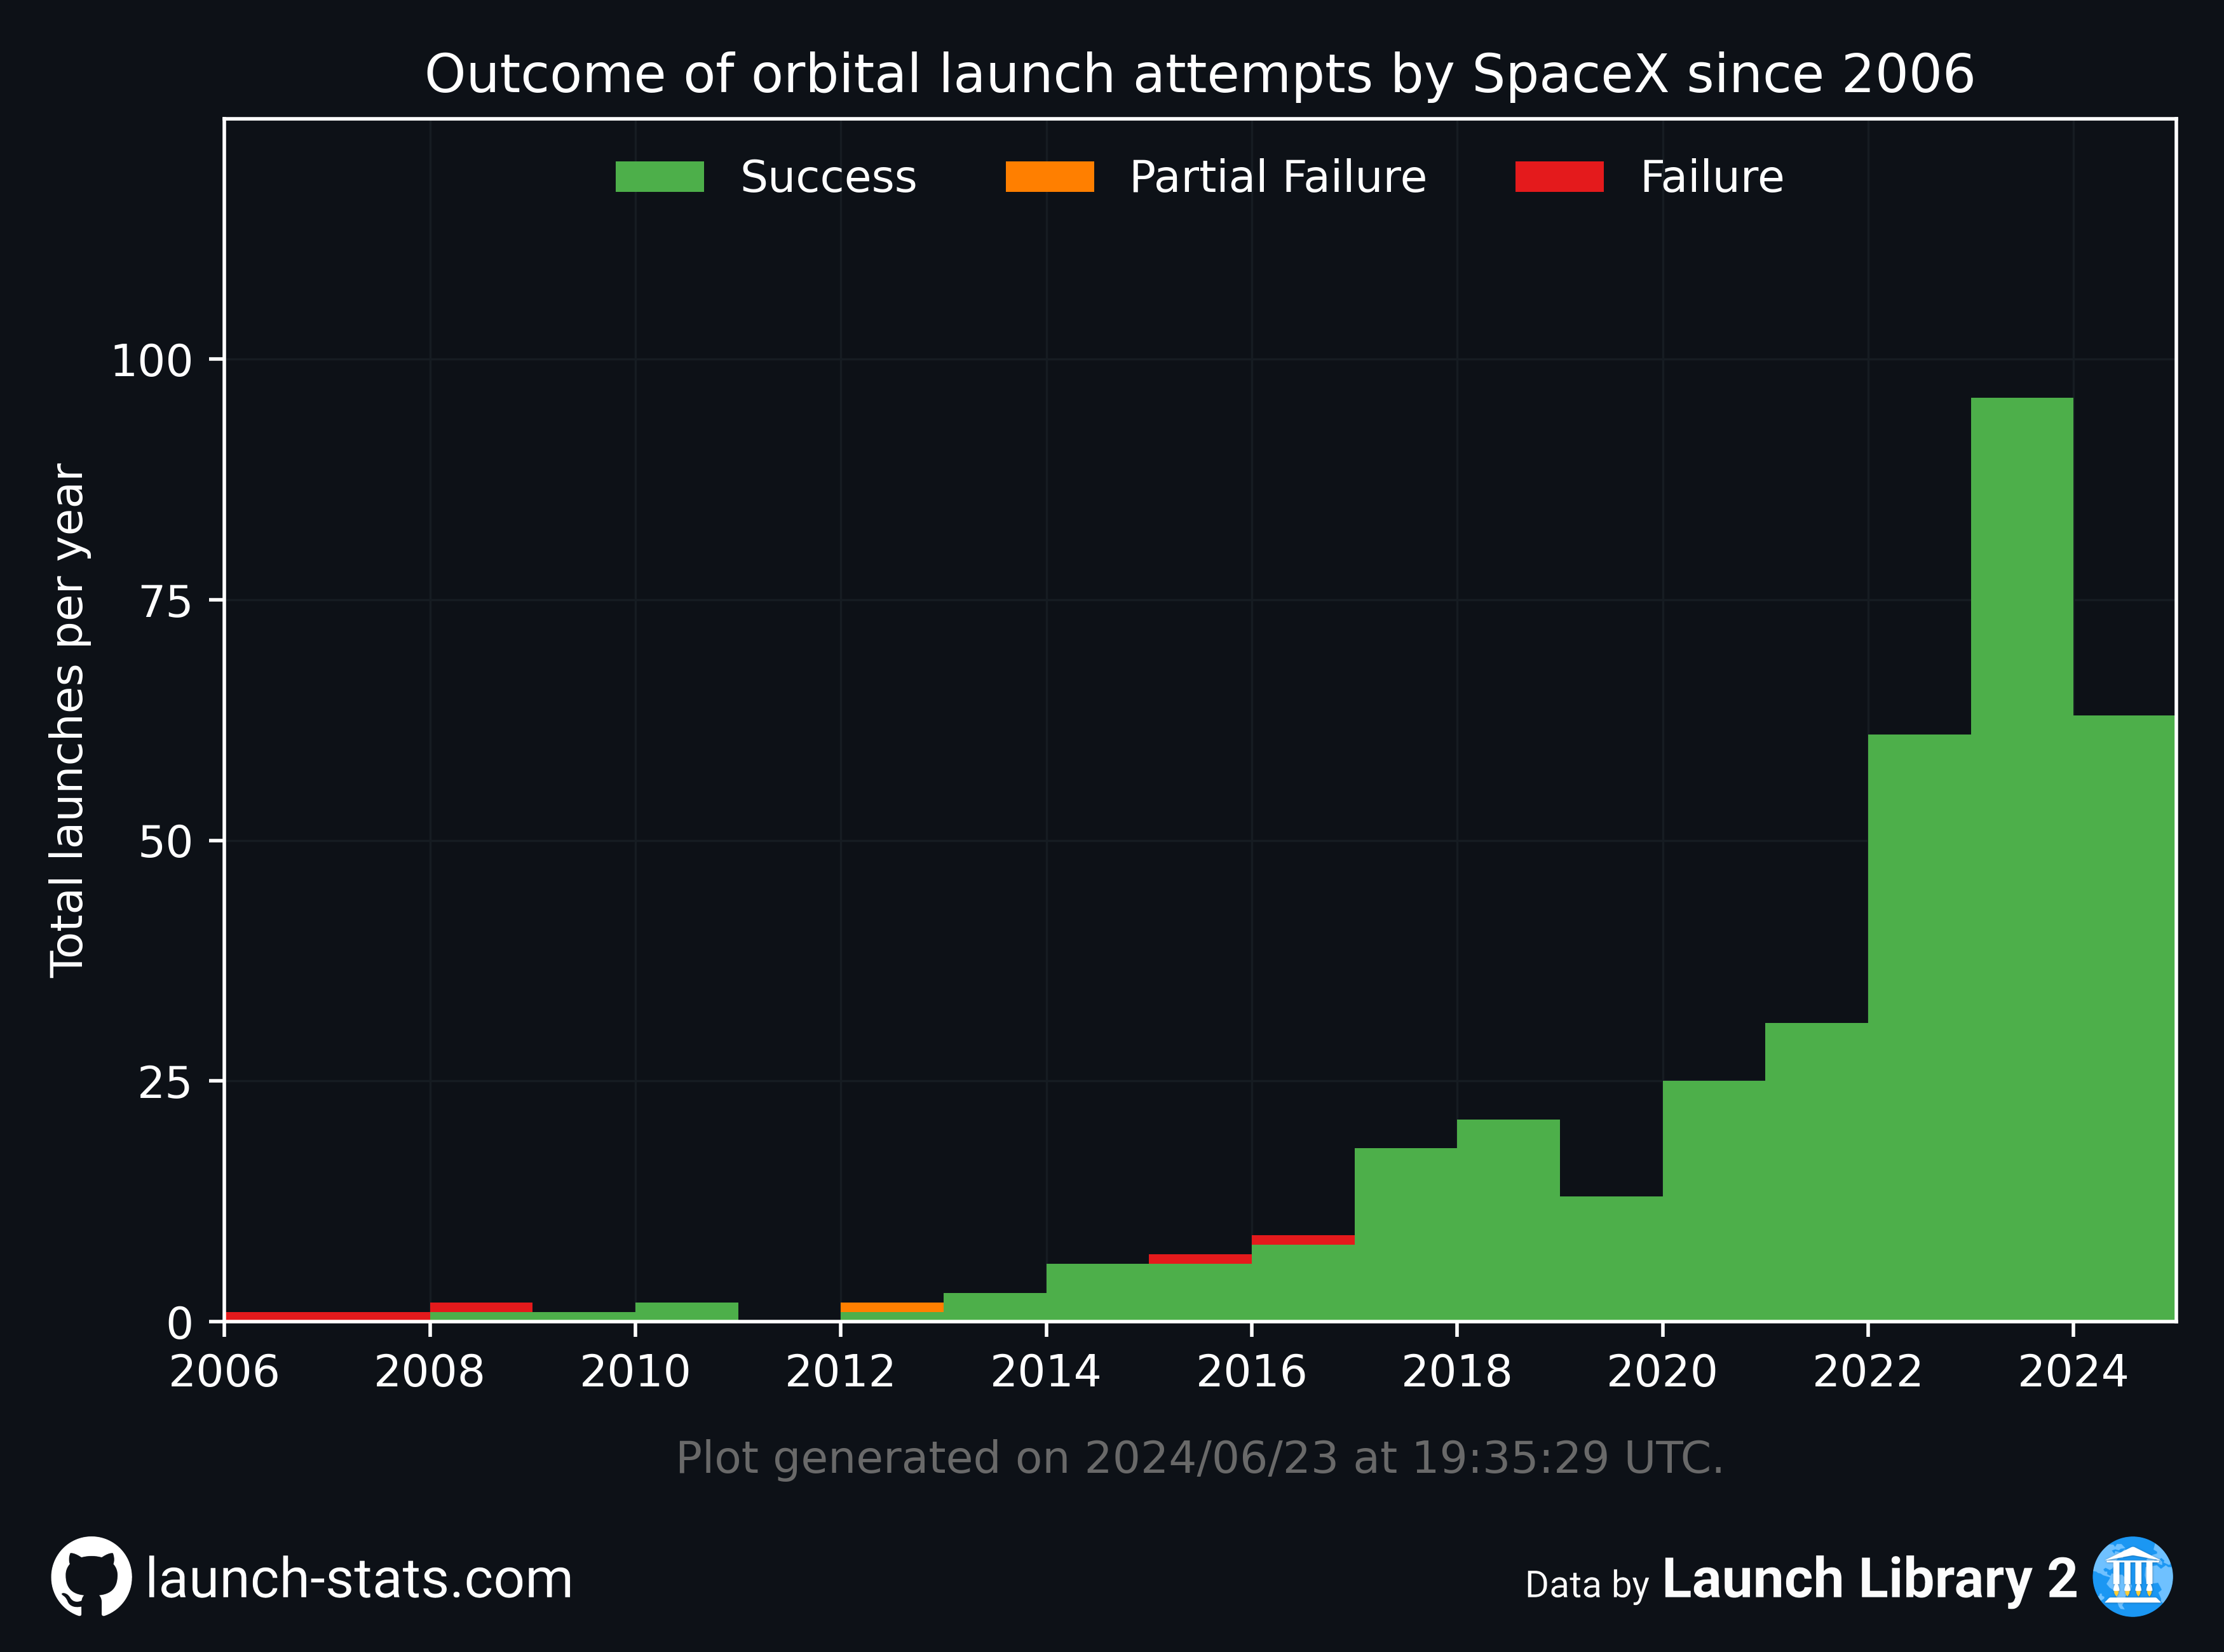 Outcome of orbital launch attempts by SpaceX since 2006
Success Partial Failure Failure
Total launches per year
100
75
50
25
0
2006 2008 2010 2012 2014 2016 2018 2020 2022 2024
Plot generated on 2024/06/23 at 19:35:29 UTC.
launch-stats.com
Data by Launch Library 2